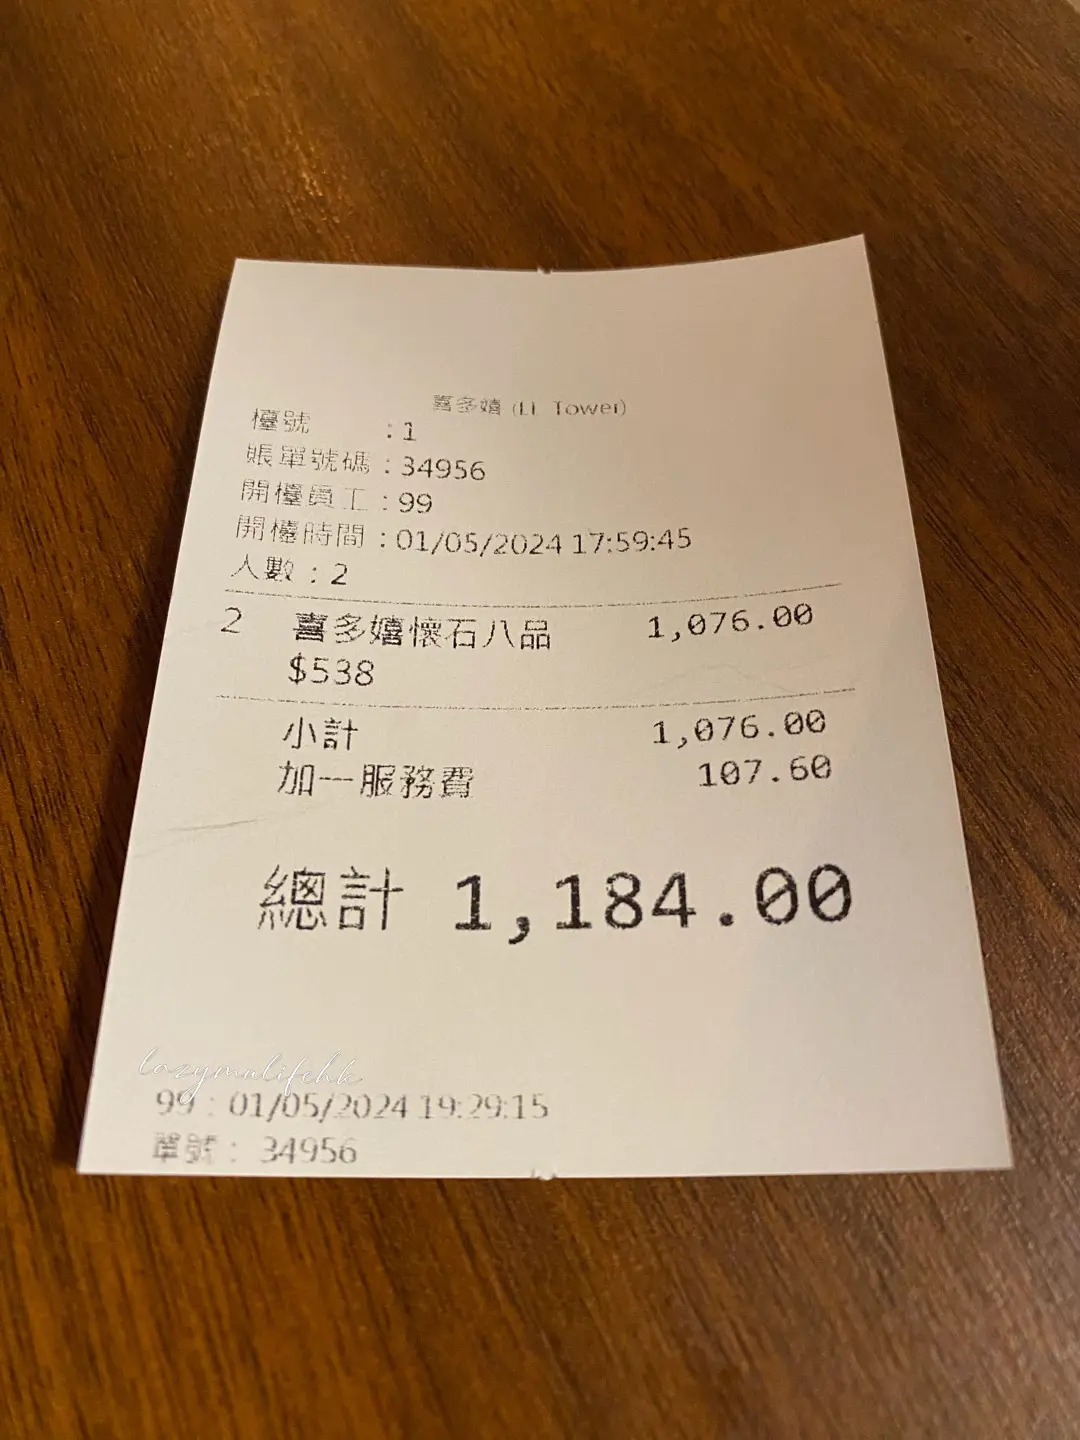 喜多嬉 (LL Tower)
檯號 : 1
賬單號碼 : 34956
開檯員工 : 99
開檯時間 : 01/05/2024 17:59:45
人數 : 2
2 喜多嬉懷石八品 1,076.00
$538
小計 1,076.00
加一服務費 107.60
總計 1,184.00
lazymulifehk
99 : 01/05/2024 19:29:15
單號 : 34956